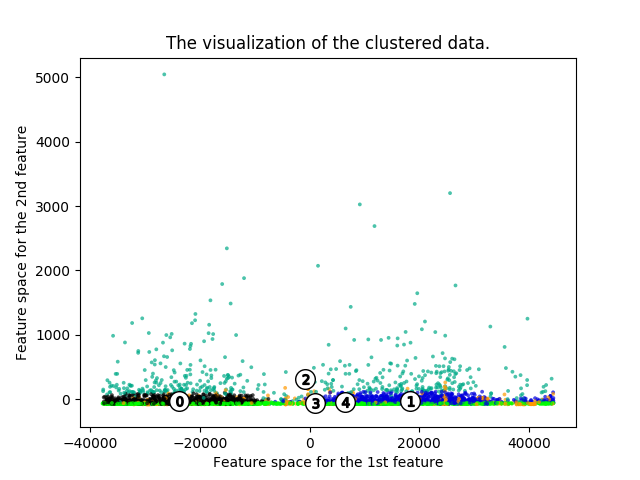 The visualization of the clustered data.
Feature space for the 2nd feature
5000
4000
3000
2000
1000
0
2
0
3
4
1
−40000 −20000 0 20000 40000
Feature space for the 1st feature